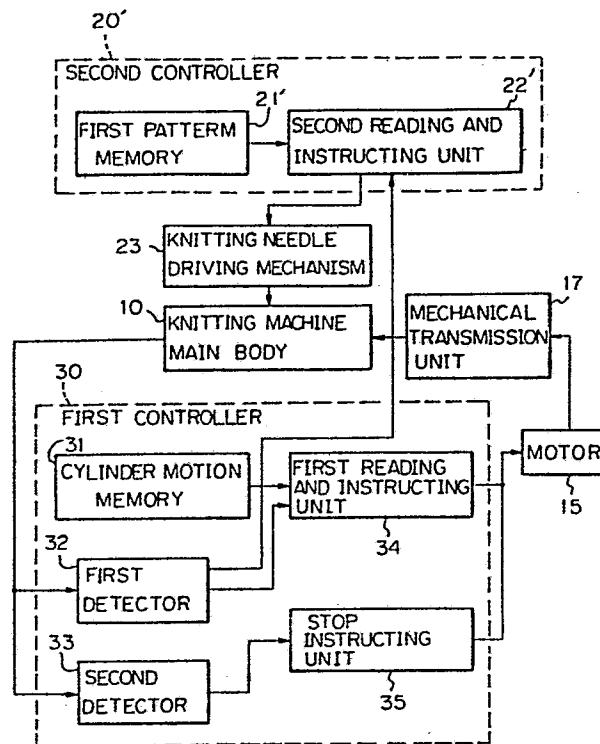 20′
SECOND CONTROLLER
21′
22′
FIRST PATTERM
MEMORY
SECOND READING AND
INSTRUCTING UNIT
23
KNITTING NEEDLE
DRIVING MECHANISM
10
KNITTING MACHINE
MAIN BODY
17
MECHANICAL
TRANSMISSION
UNIT
30
FIRST CONTROLLER
31
CYLINDER MOTION
MEMORY
FIRST READING
AND INSTRUCTING
UNIT
34
MOTOR
15
32
FIRST
DETECTOR
33
SECOND
DETECTOR
STOP
INSTRUCTING
UNIT
35